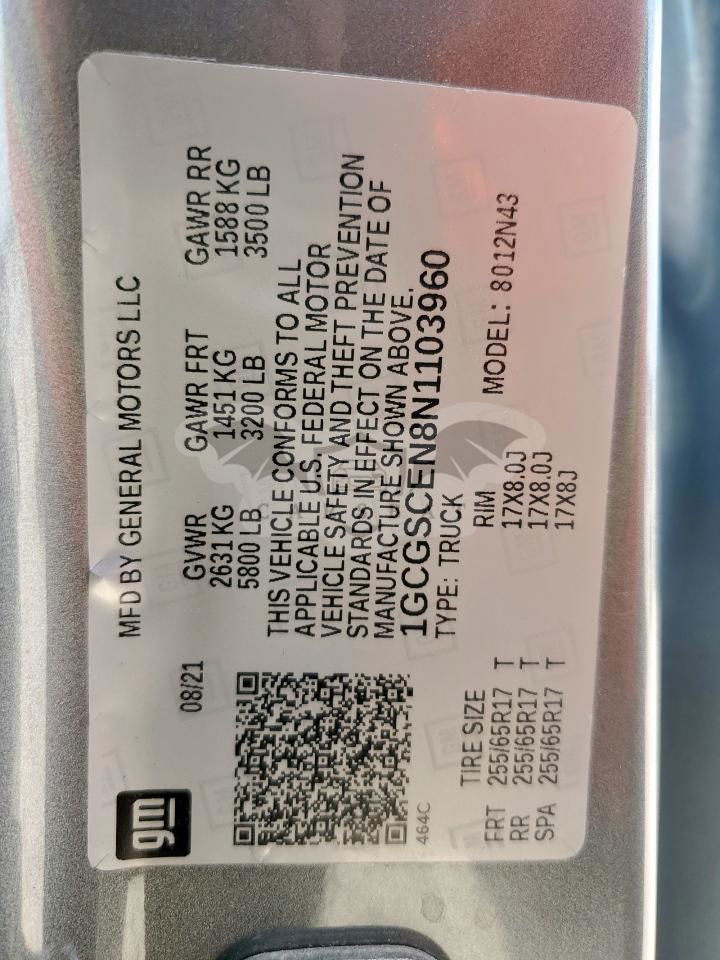 gm
MFD BY GENERAL MOTORS LLC
08/21
GVWR GAWR FRT GAWR RR
2631 KG 1451 KG 1588 KG
5800 LB 3200 LB 3500 LB
THIS VEHICLE CONFORMS TO ALL
APPLICABLE U.S. FEDERAL MOTOR
VEHICLE SAFETY AND THEFT PREVENTION
STANDARDS IN EFFECT ON THE DATE OF
MANUFACTURE SHOWN ABOVE.
1GCGSCEN8N1103960
TYPE: TRUCK
464C
MODEL: 8012N43
TIRE SIZE RIM
FRT 255/65R17 T 17X8.0J
RR 255/65R17 T 17X8.0J
SPA 255/65R17 T 17X8J